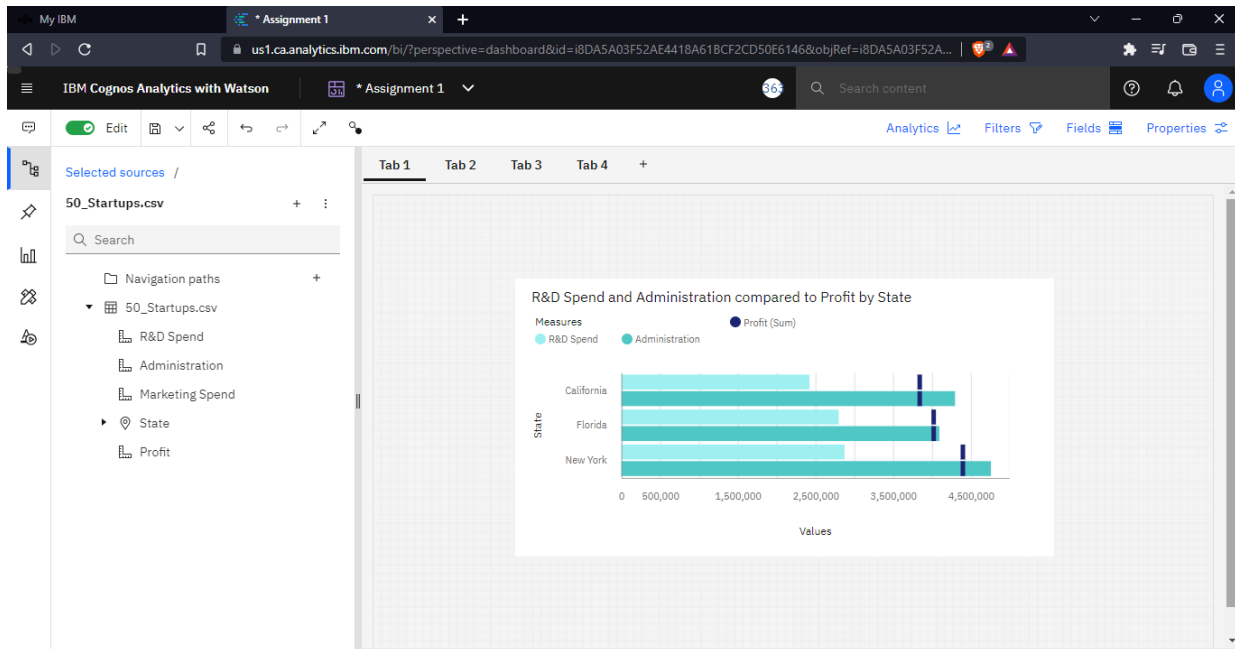 My IBM
* Assignment 1
us1.ca.analytics.ibm.com/bi/?perspective=dashboard&id=i8DA5A03F52AE4418A61BCF2CD50E6146&objRef=i8DA5A03F52A...
2
IBM Cognos Analytics with Watson
* Assignment 1
363
Search content
Edit
Analytics
Filters
Fields
Properties
Selected sources /
Tab 1
Tab 2
Tab 3
Tab 4
50_Startups.csv
Search
Navigation paths
50_Startups.csv
R&D Spend
Administration
Marketing Spend
State
Profit
R&D Spend and Administration compared to Profit by State
Measures
Profit (Sum)
R&D Spend
Administration
State
California
Florida
New York
0 500,000 1,500,000 2,500,000 3,500,000 4,500,000
Values